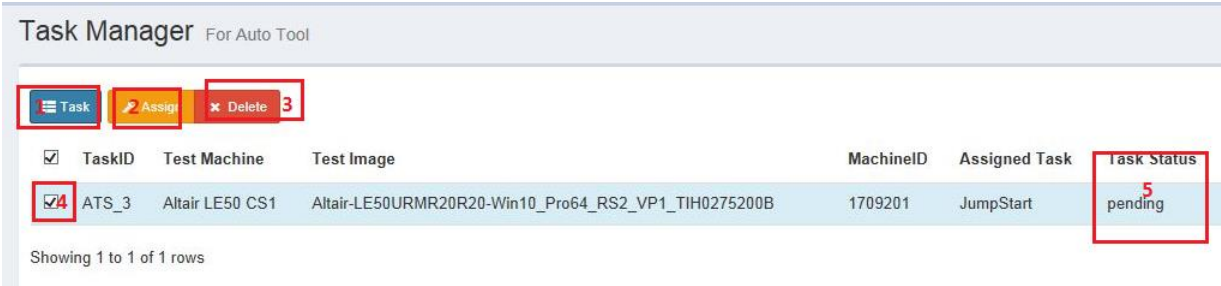 Task Manager For Auto Tool
1 Task 2 Assign × Delete 3
TaskID Test Machine Test Image MachineID Assigned Task Task Status
4 ATS_3 Altair LE50 CS1 Altair-LE50URMR20R20-Win10_Pro64_RS2_VP1_TIH0275200B 1709201 JumpStart 5 pending
Showing 1 to 1 of 1 rows